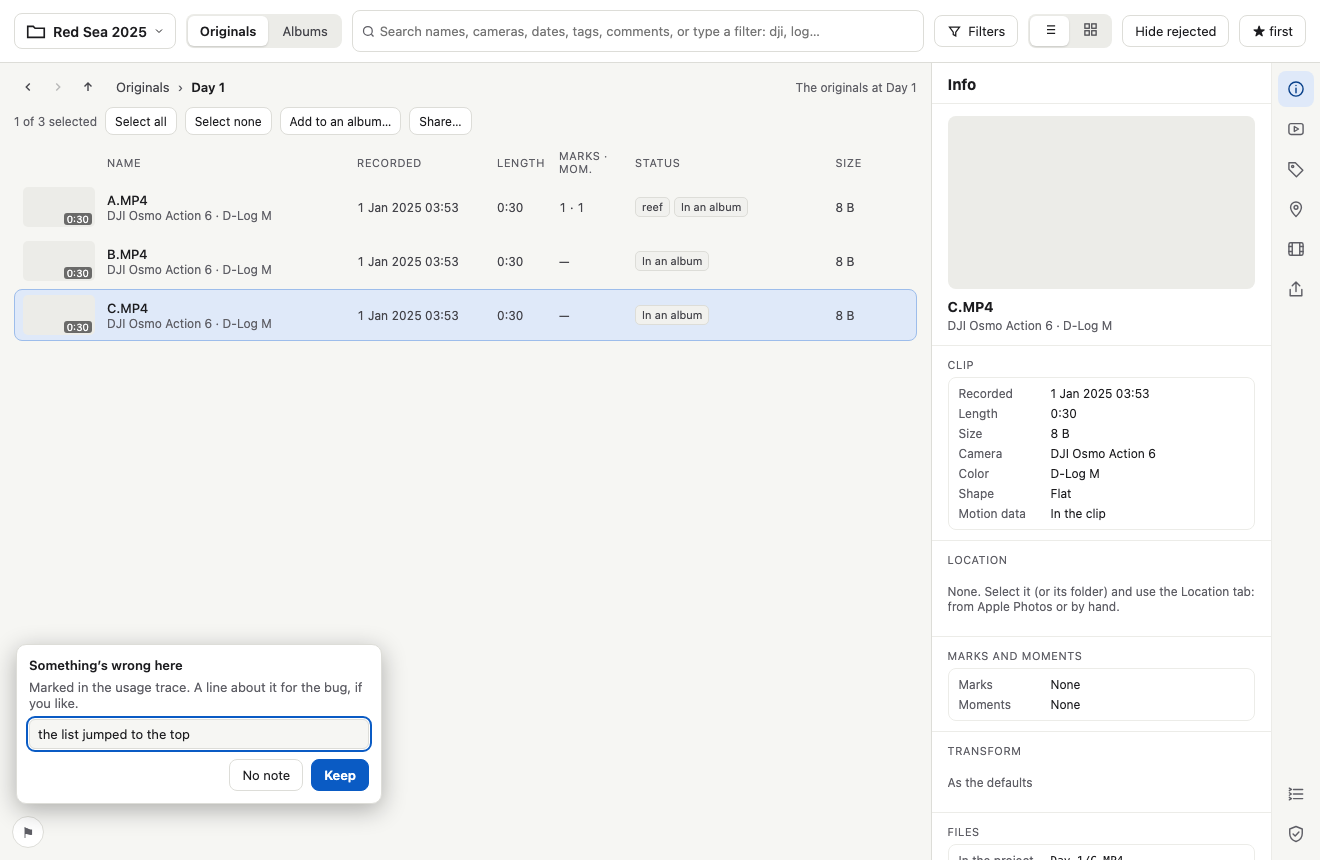 Red Sea 2025
Originals
Albums
Search names, cameras, dates, tags, comments, or type a filter: dji, log...
Filters
Hide rejected
★ first
Originals › Day 1
The originals at Day 1
1 of 3 selected
Select all
Select none
Add to an album...
Share...
NAME
RECORDED
LENGTH
MARKS ·
MOM.
STATUS
SIZE
0:30
A.MP4
DJI Osmo Action 6 · D-Log M
1 Jan 2025 03:53
0:30
1 · 1
reef
In an album
8 B
0:30
B.MP4
DJI Osmo Action 6 · D-Log M
1 Jan 2025 03:53
0:30
—
In an album
8 B
0:30
C.MP4
DJI Osmo Action 6 · D-Log M
1 Jan 2025 03:53
0:30
—
In an album
8 B
Something's wrong here
Marked in the usage trace. A line about it for the bug, if
you like.
the list jumped to the top
No note
Keep
Info
C.MP4
DJI Osmo Action 6 · D-Log M
CLIP
Recorded 1 Jan 2025 03:53
Length 0:30
Size 8 B
Camera DJI Osmo Action 6
Color D-Log M
Shape Flat
Motion data In the clip
LOCATION
None. Select it (or its folder) and use the Location tab:
from Apple Photos or by hand.
MARKS AND MOMENTS
Marks None
Moments None
TRANSFORM
As the defaults
FILES
In the project Day 1/C.MP4